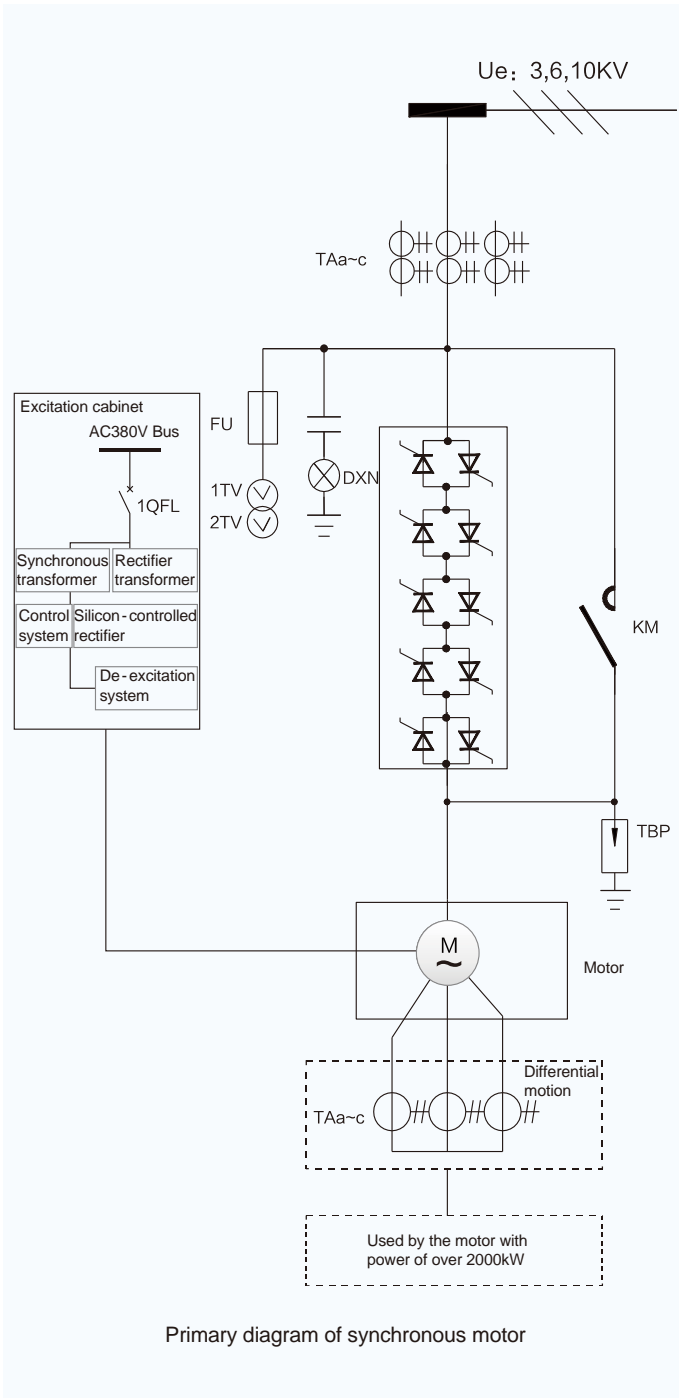 Ue：3,6,10KV
TAa~c
Excitation cabinet
AC380V Bus
1QFL
Synchronous
transformer
Rectifier
transformer
Control
system
Silicon-controlled
rectifier
De-excitation
system
FU
1TV
2TV
DXN
KM
TBP
M
~
Motor
Differential
motion
TAa~c
Used by the motor with
power of over 2000kW
Primary diagram of synchronous motor